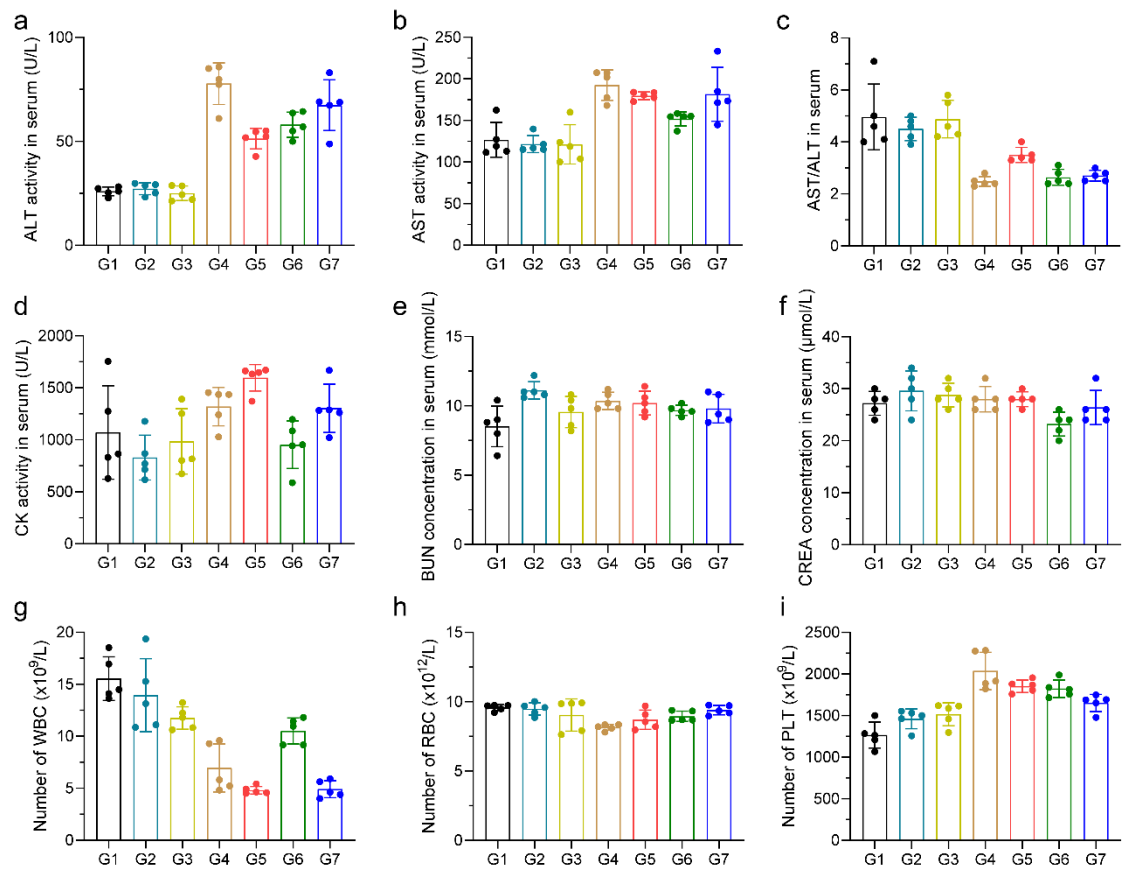 a
ALT activity in serum (U/L)
100
50
0
G1 G2 G3 G4 G5 G6 G7
b
AST activity in serum (U/L)
250
200
150
100
50
0
G1 G2 G3 G4 G5 G6 G7
c
AST/ALT in serum
8
6
4
2
0
G1 G2 G3 G4 G5 G6 G7
d
CK activity in serum (U/L)
2000
1500
1000
500
0
G1 G2 G3 G4 G5 G6 G7
e
BUN concentration in serum (mmol/L)
15
10
5
0
G1 G2 G3 G4 G5 G6 G7
f
CREA concentration in serum (μmol/L)
40
30
20
10
0
G1 G2 G3 G4 G5 G6 G7
g
Number of WBC (x10⁹/L)
20
15
10
5
0
G1 G2 G3 G4 G5 G6 G7
h
Number of RBC (x10¹²/L)
15
10
5
0
G1 G2 G3 G4 G5 G6 G7
i
Number of PLT (x10⁹/L)
2500
2000
1500
1000
500
0
G1 G2 G3 G4 G5 G6 G7